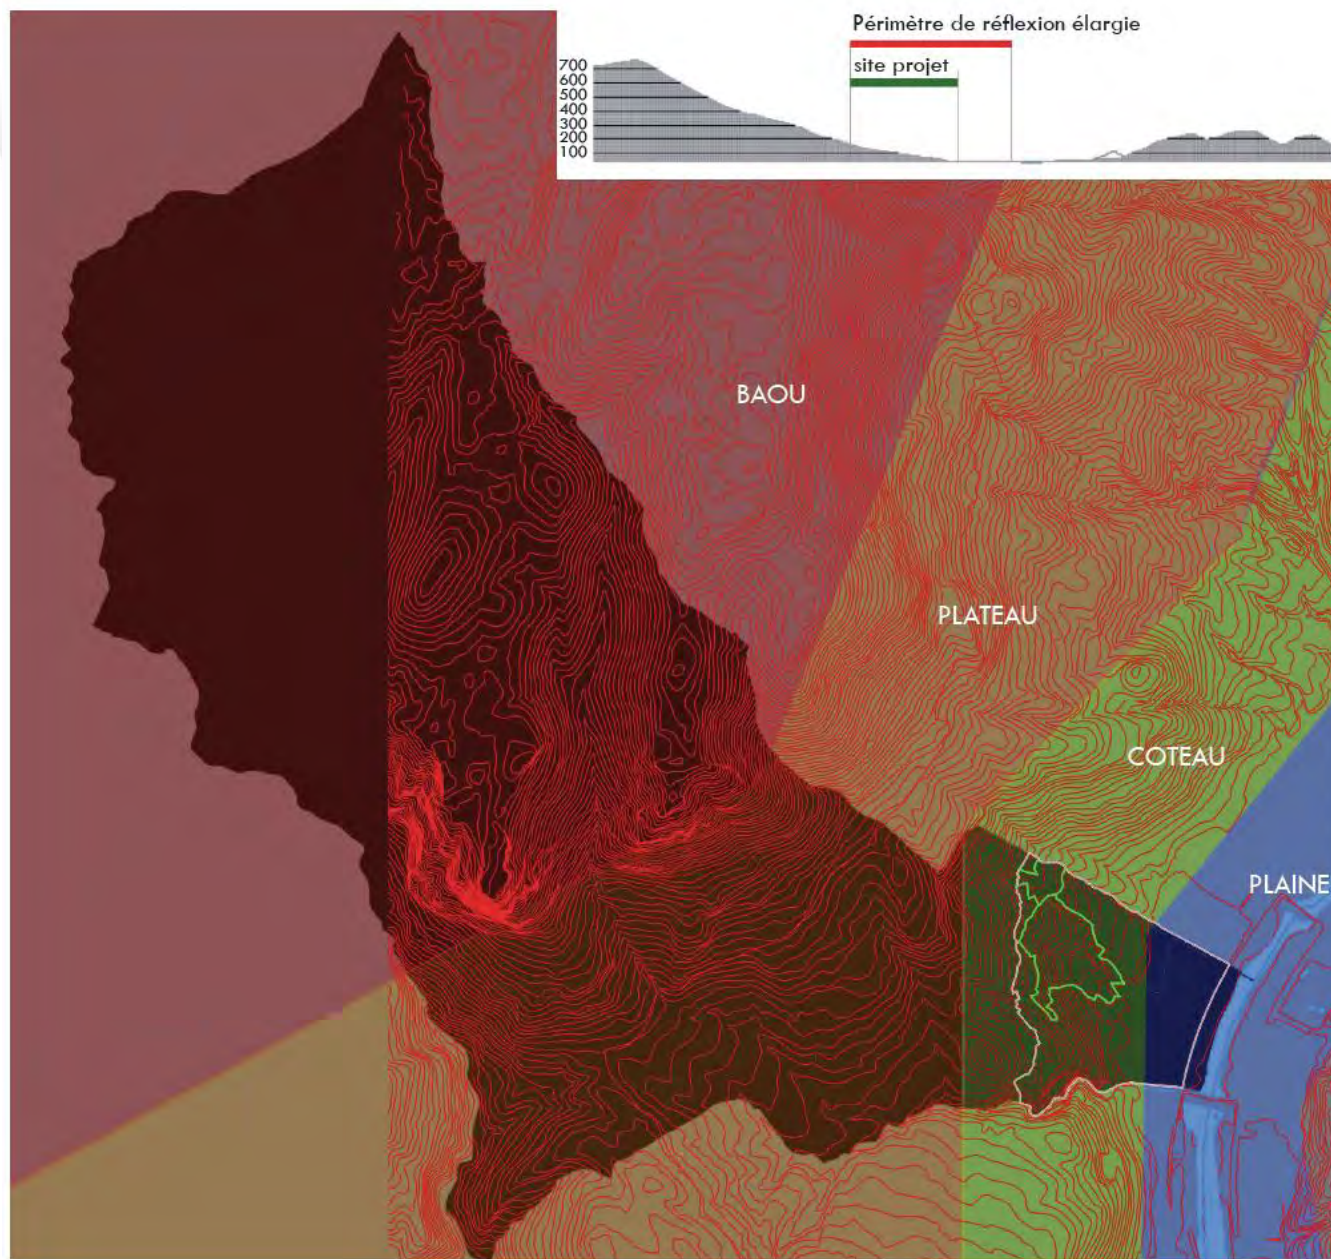 Périmètre de réflexion élargie
site projet
700
600
500
400
300
200
100
BAOU
PLATEAU
COTEAU
PLAINE